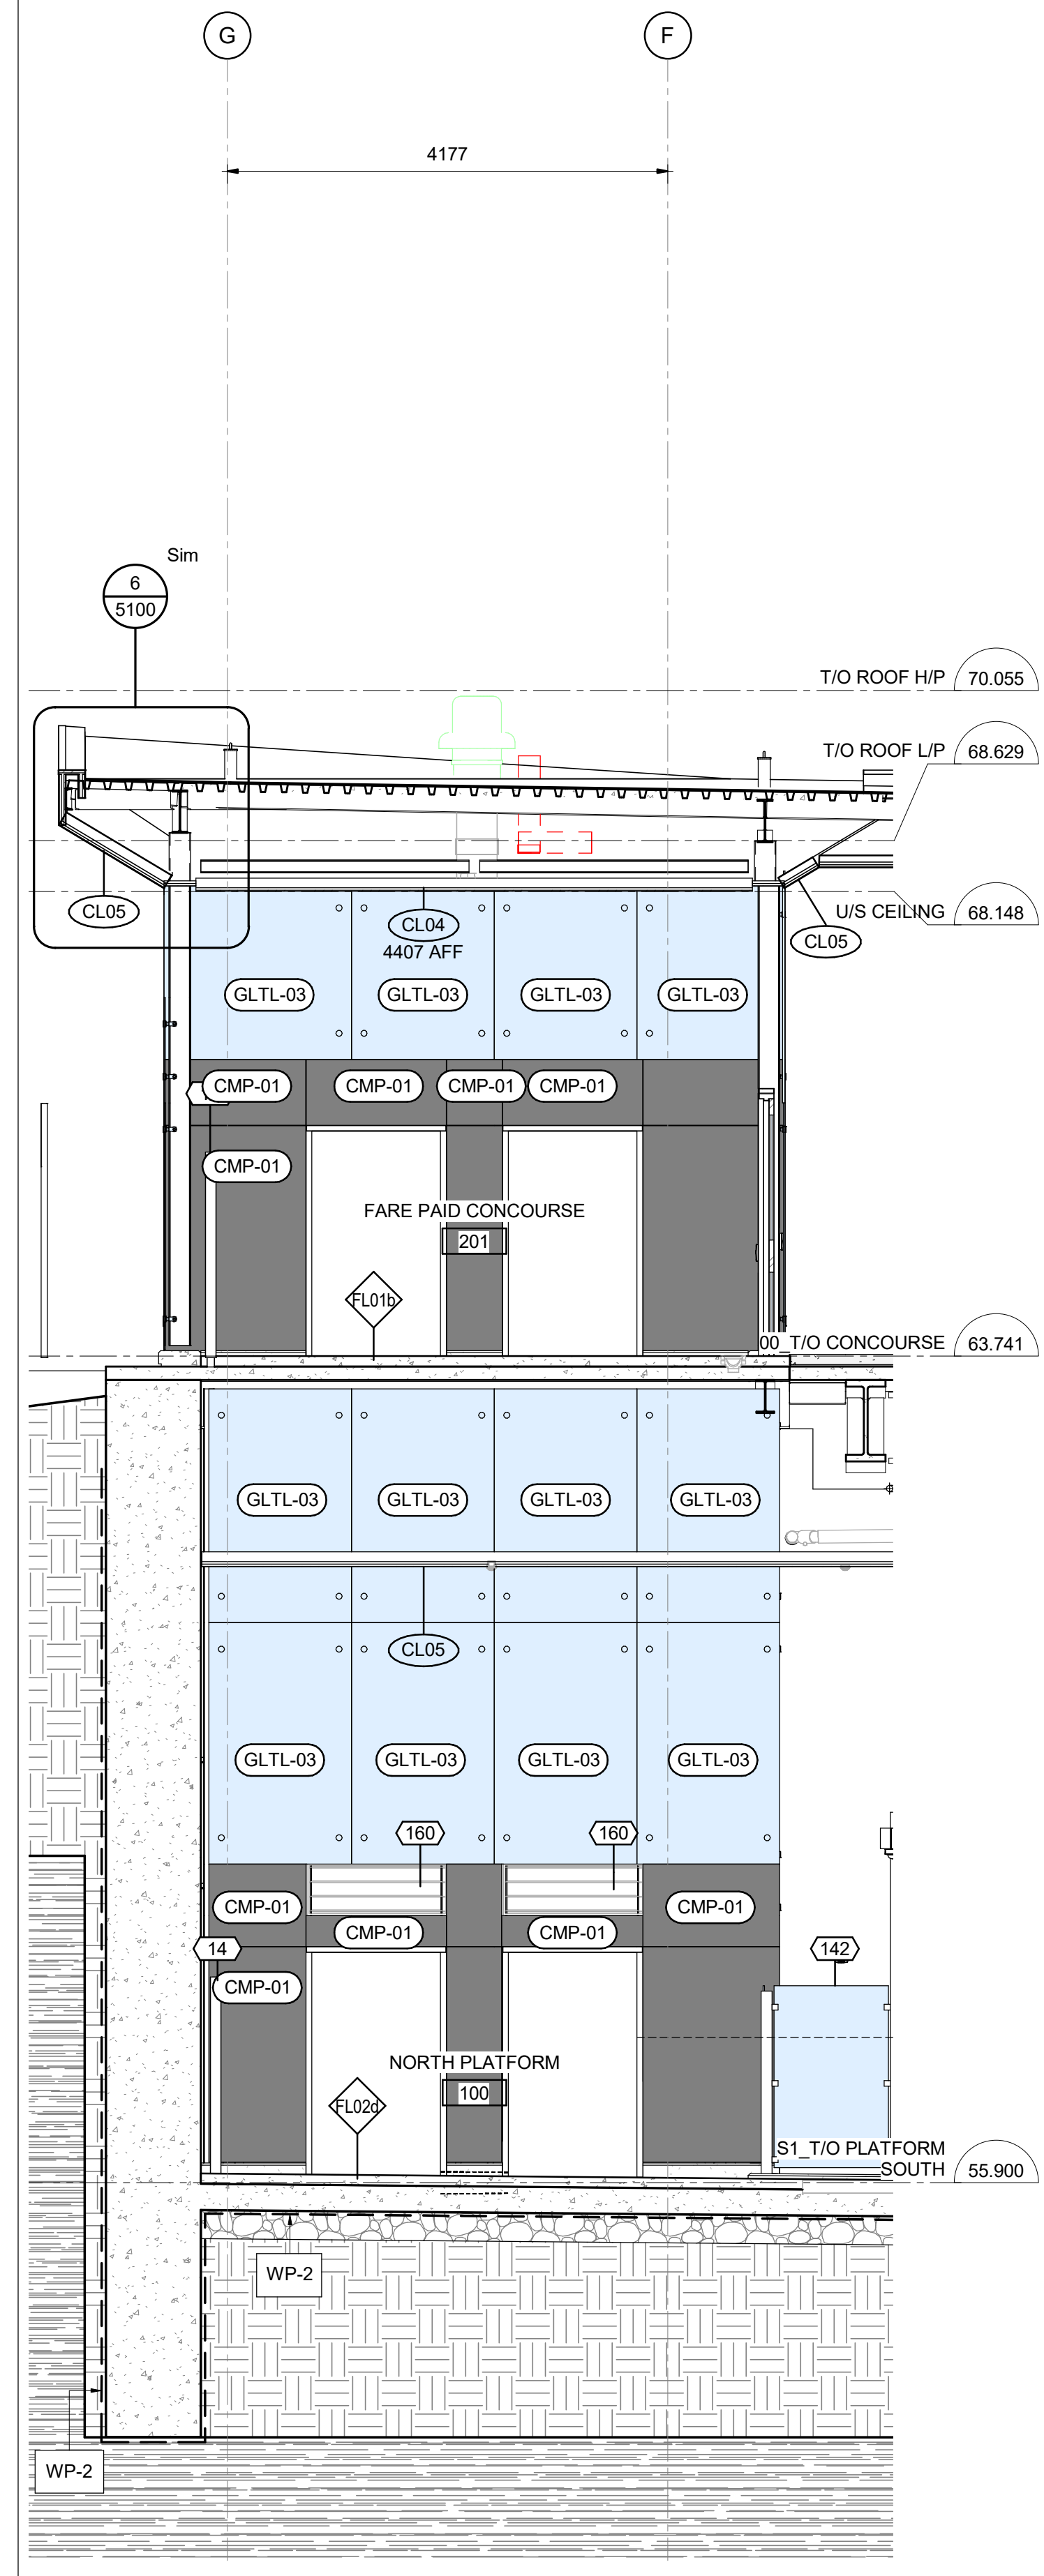 G
F
4177
Sim
6
5100
T/O ROOF H/P
70.055
T/O ROOF L/P
68.629
CL05
CL04
4407 AFF
U/S CEILING
68.148
CL05
GLTL-03
GLTL-03
GLTL-03
GLTL-03
CMP-01
CMP-01
CMP-01
CMP-01
CMP-01
FARE PAID CONCOURSE
201
FL01b
00_T/O CONCOURSE
63.741
GLTL-03
GLTL-03
GLTL-03
GLTL-03
CL05
GLTL-03
GLTL-03
GLTL-03
GLTL-03
160
160
CMP-01
CMP-01
CMP-01
CMP-01
14
142
CMP-01
NORTH PLATFORM
100
FL02d
S1_T/O PLATFORM
SOUTH
55.900
WP-2
WP-2